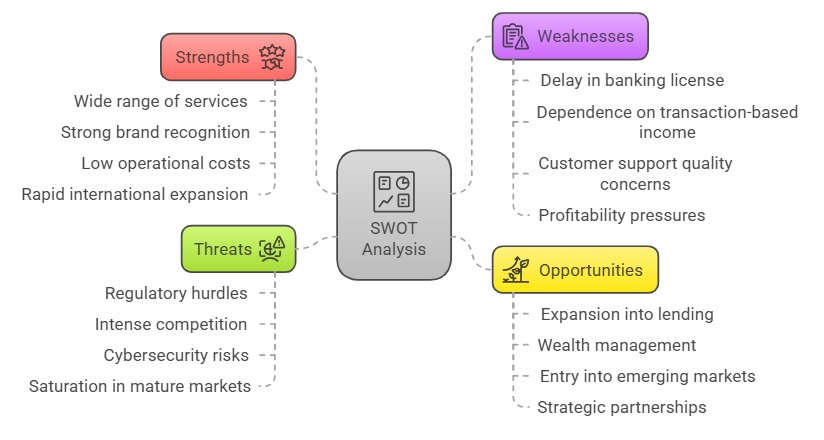 Strengths
Wide range of services
Strong brand recognition
Low operational costs
Rapid international expansion
Threats
Regulatory hurdles
Intense competition
Cybersecurity risks
Saturation in mature markets
SWOT
Analysis
Weaknesses
Delay in banking license
Dependence on transaction-based
income
Customer support quality
concerns
Profitability pressures
Opportunities
Expansion into lending
Wealth management
Entry into emerging markets
Strategic partnerships